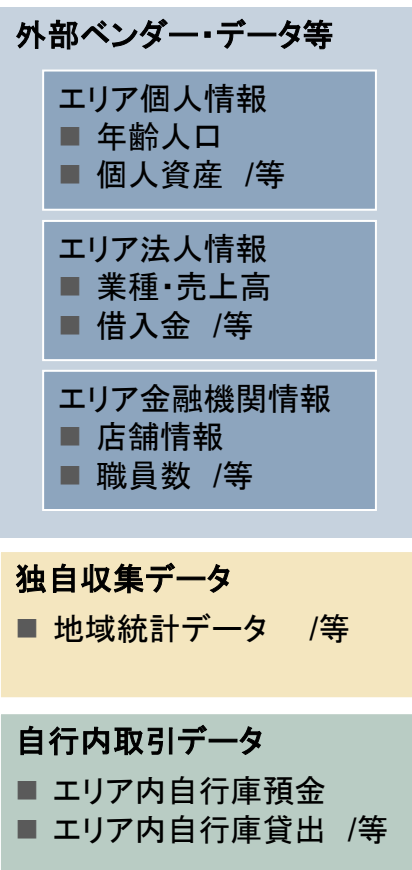 外部ベンダー・データ等
エリア個人情報
■ 年齢人口
■ 個人資産 /等
エリア法人情報
■ 業種・売上高
■ 借入金 /等
エリア金融機関情報
■ 店舗情報
■ 職員数 /等
独自収集データ
■ 地域統計データ /等
自行内取引データ
■ エリア内自行庫預金
■ エリア内自行庫貸出 /等